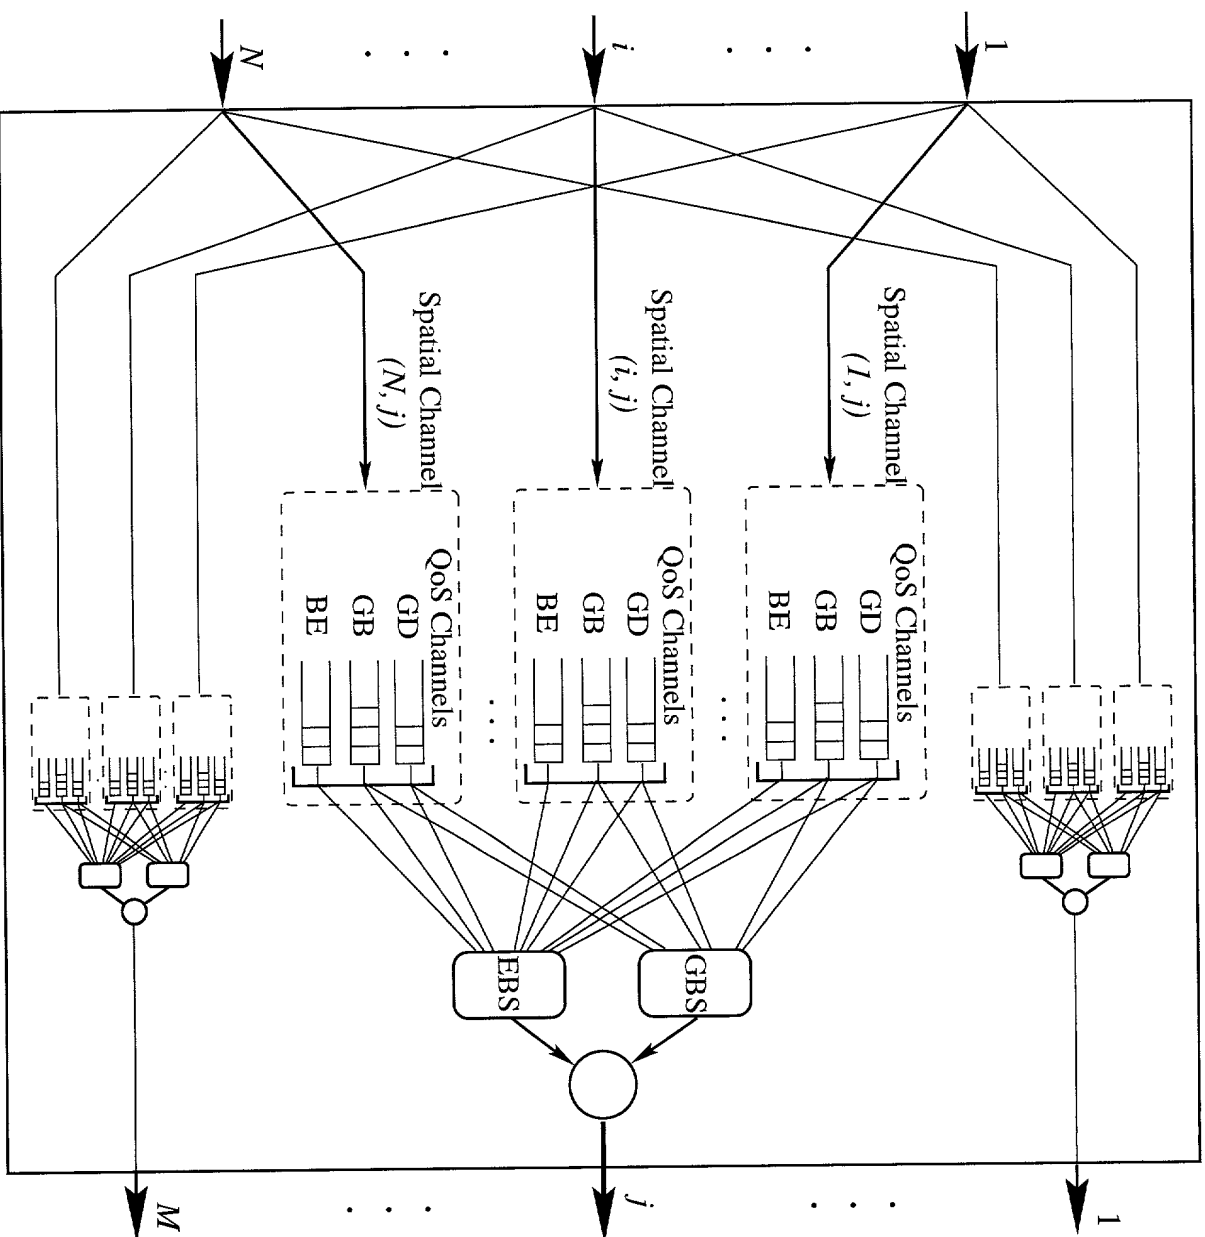 1
. . .
i
. . .
N
Spatial Channel
(1, j)
Spatial Channel
(i, j)
Spatial Channel
(N, j)
QoS Channels
GD
GB
BE
. . .
QoS Channels
GD
GB
BE
. . .
QoS Channels
GD
GB
BE
GBS
EBS
1
. . .
j
. . .
M